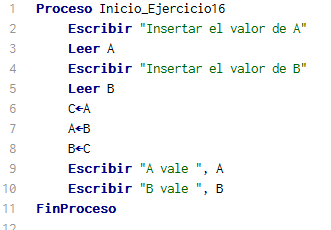 1 Proceso Inicio_Ejercicio16
2 Escribir "Insertar el valor de A"
3 Leer A
4 Escribir "Insertar el valor de B"
5 Leer B
6 C←A
7 A←B
8 B←C
9 Escribir "A vale ", A
10 Escribir "B vale ", B
11 FinProceso
12